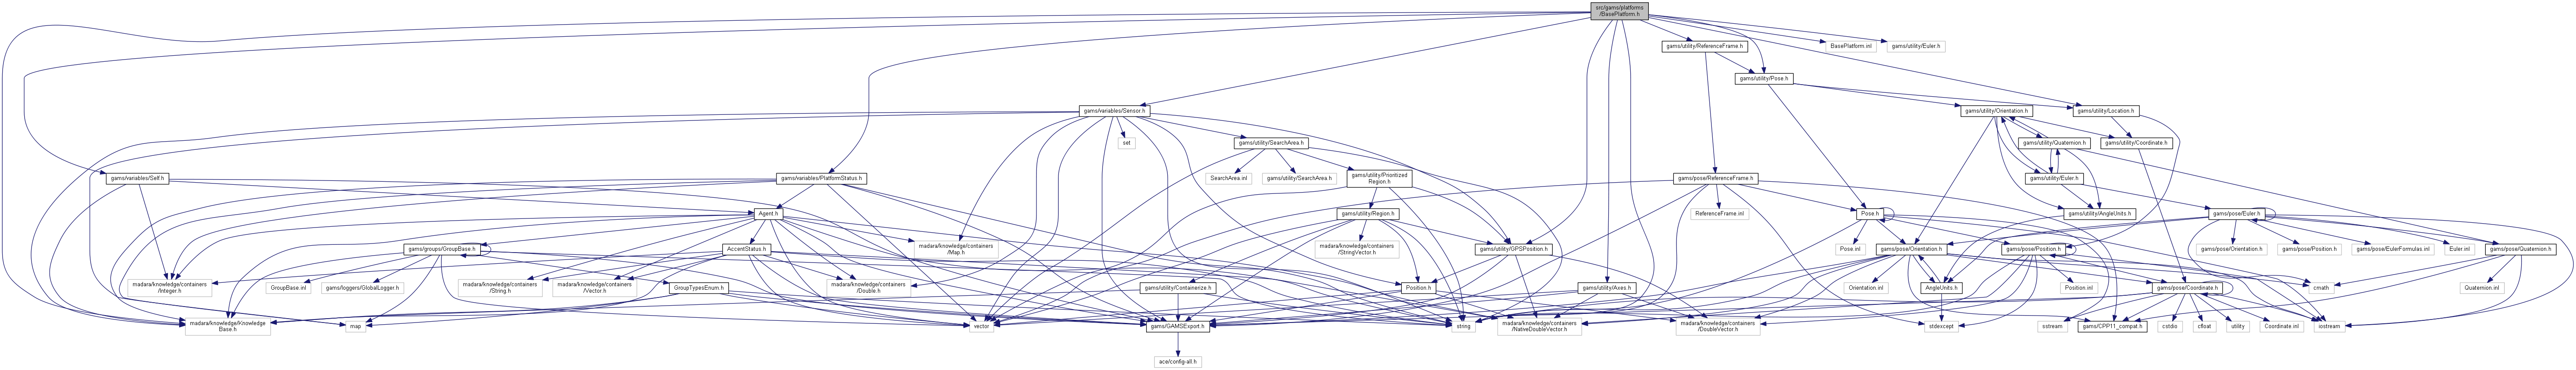 src/gams/platforms
/BasePlatform.h
gams/utility/ReferenceFrame.h
BasePlatform.inl
gams/utility/Euler.h
gams/utility/Pose.h
gams/variables/Sensor.h
gams/utility/Orientation.h
gams/utility/Location.h
set
gams/utility/SearchArea.h
gams/utility/Quaternion.h
gams/utility/Coordinate.h
gams/variables/Self.h
gams/variables/PlatformStatus.h
SearchArea.inl
gams/utility/SearchArea.h
gams/utility/Prioritized
Region.h
gams/pose/ReferenceFrame.h
gams/utility/Euler.h
Agent.h
gams/utility/Region.h
ReferenceFrame.inl
Pose.h
gams/utility/AngleUnits.h
gams/pose/Euler.h
gams/groups/GroupBase.h
AccentStatus.h
madara/knowledge/containers
/Map.h
madara/knowledge/containers
/StringVector.h
gams/utility/GPSPosition.h
Pose.inl
gams/pose/Orientation.h
gams/pose/Position.h
gams/pose/Orientation.h
gams/pose/Position.h
gams/pose/EulerFormulas.inl
Euler.inl
gams/pose/Quaternion.h
madara/knowledge/containers
/Integer.h
GroupBase.inl
gams/loggers/GlobalLogger.h
madara/knowledge/containers
/String.h
madara/knowledge/containers
/Vector.h
GroupTypesEnum.h
madara/knowledge/containers
/Double.h
gams/utility/Containerize.h
Position.h
gams/utility/Axes.h
Orientation.inl
AngleUnits.h
Position.inl
gams/pose/Coordinate.h
cmath
Quaternion.inl
madara/knowledge/Knowledge
Base.h
map
vector
gams/GAMSExport.h
string
madara/knowledge/containers
/NativeDoubleVector.h
madara/knowledge/containers
/DoubleVector.h
stdexcept
gams/CPP11_compat.h
sstream
cstdio
cfloat
utility
Coordinate.inl
iostream
ace/config-all.h